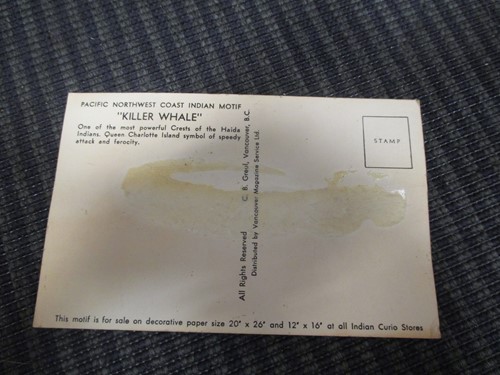 PACIFIC NORTHWEST COAST INDIAN MOTIF
"KILLER WHALE"
One of the most powerful Crests of the Haida
Indians. Queen Charlotte Island symbol of speedy
attack and ferocity.
STAMP
All Rights Reserved C. B. Greul, Vancouver, B.C.
Distributed by Vancouver Magazine Service Ltd.
This motif is for sale on decorative paper size 20" x 26" and 12" x 16" at all Indian Curio Stores